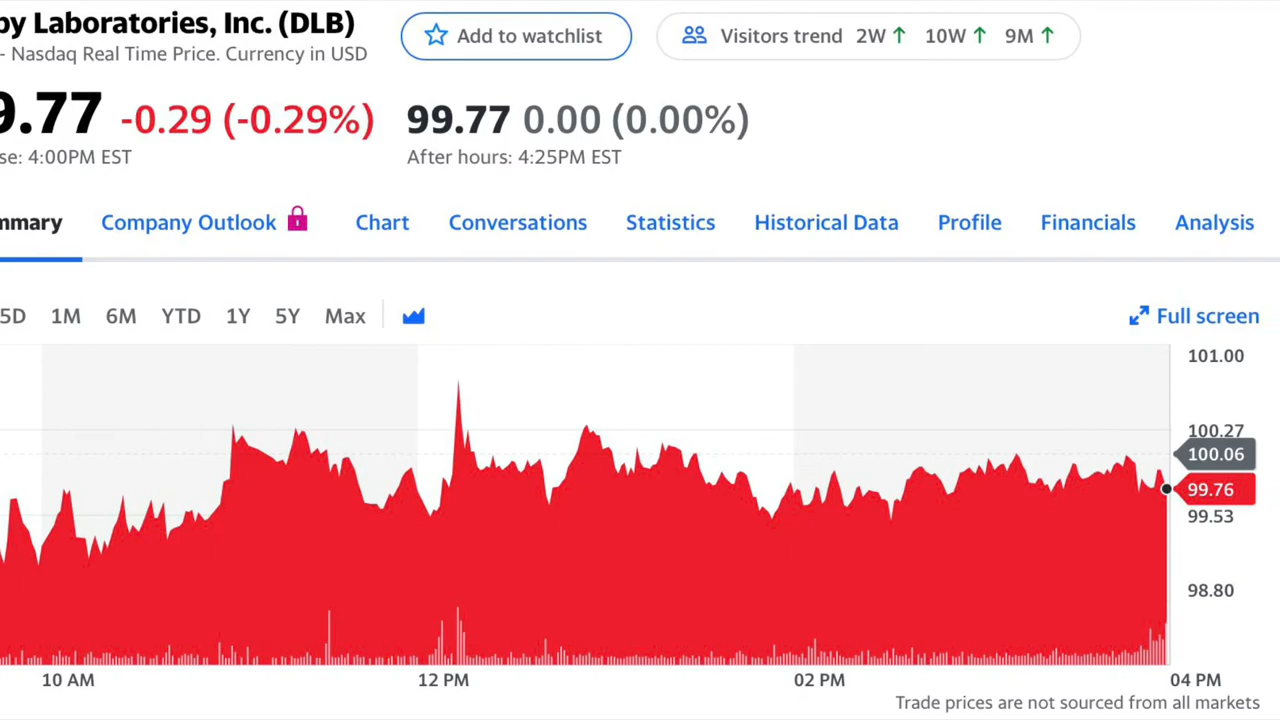 by Laboratories, Inc. (DLB)
- Nasdaq Real Time Price. Currency in USD
Add to watchlist
Visitors trend 2W 10W 9M
9.77 -0.29 (-0.29%)
se: 4:00PM EST
99.77 0.00 (0.00%)
After hours: 4:25PM EST
mmary Company Outlook Chart Conversations Statistics Historical Data Profile Financials Analysis
5D 1M 6M YTD 1Y 5Y Max
Full screen
101.00
100.27
100.06
99.76
99.53
98.80
10 AM 12 PM 02 PM 04 PM
Trade prices are not sourced from all markets